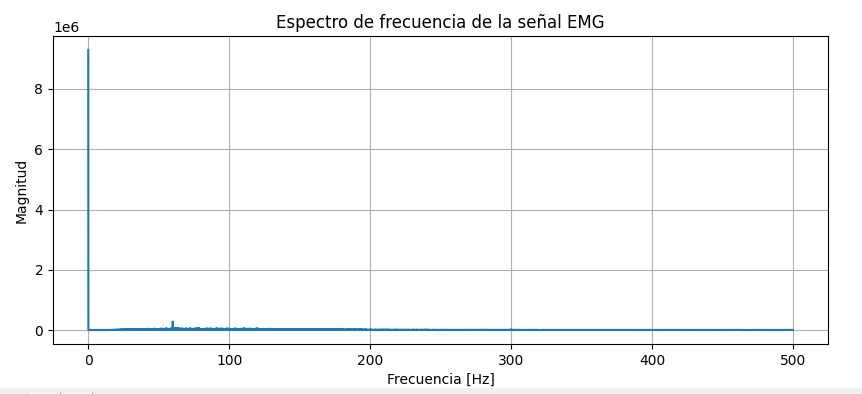 Espectro de frecuencia de la señal EMG
1e6
8
6
4
2
0
Magnitud
0 100 200 300 400 500
Frecuencia [Hz]